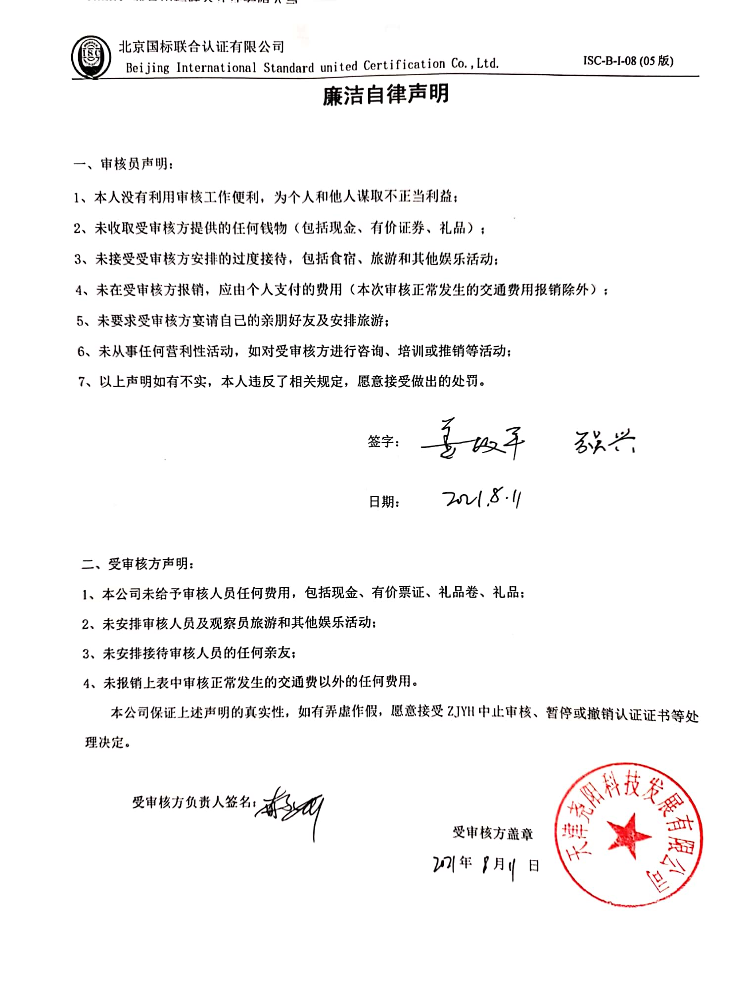 北京国标联合认证有限公司
Beijing International Standard united Certification Co.,Ltd.
ISC-B-I-08 (05版)
ISC
廉洁自律声明
一、审核员声明：
1、本人没有利用审核工作便利，为个人和他人谋取不正当利益；
2、未收取受审核方提供的任何钱物（包括现金、有价证券、礼品）；
3、未接受受审核方安排的过度接待，包括食宿、旅游和其他娱乐活动；
4、未在受审核方报销，应由个人支付的费用（本次审核正常发生的交通费用报销除外）；
5、未要求受审核方宴请自己的亲朋好友及安排旅游；
6、未从事任何营利性活动，如对受审核方进行咨询、培训或推销等活动；
7、以上声明如有不实，本人违反了相关规定，愿意接受做出的处罚。
签字：
日期： 2021.8.11
二、受审核方声明：
1、本公司未给予审核人员任何费用，包括现金、有价票证、礼品卷、礼品；
2、未安排审核人员及观察员旅游和其他娱乐活动；
3、未安排接待审核人员的任何亲友；
4、未报销上表中审核正常发生的交通费以外的任何费用。
本公司保证上述声明的真实性，如有弄虚作假，愿意接受 ZJYH 中止审核、暂停或撤销认证证书等处
理决定。
受审核方负责人签名：
受审核方盖章
2021年 8月11日
天津尧阳科技发展有限公司